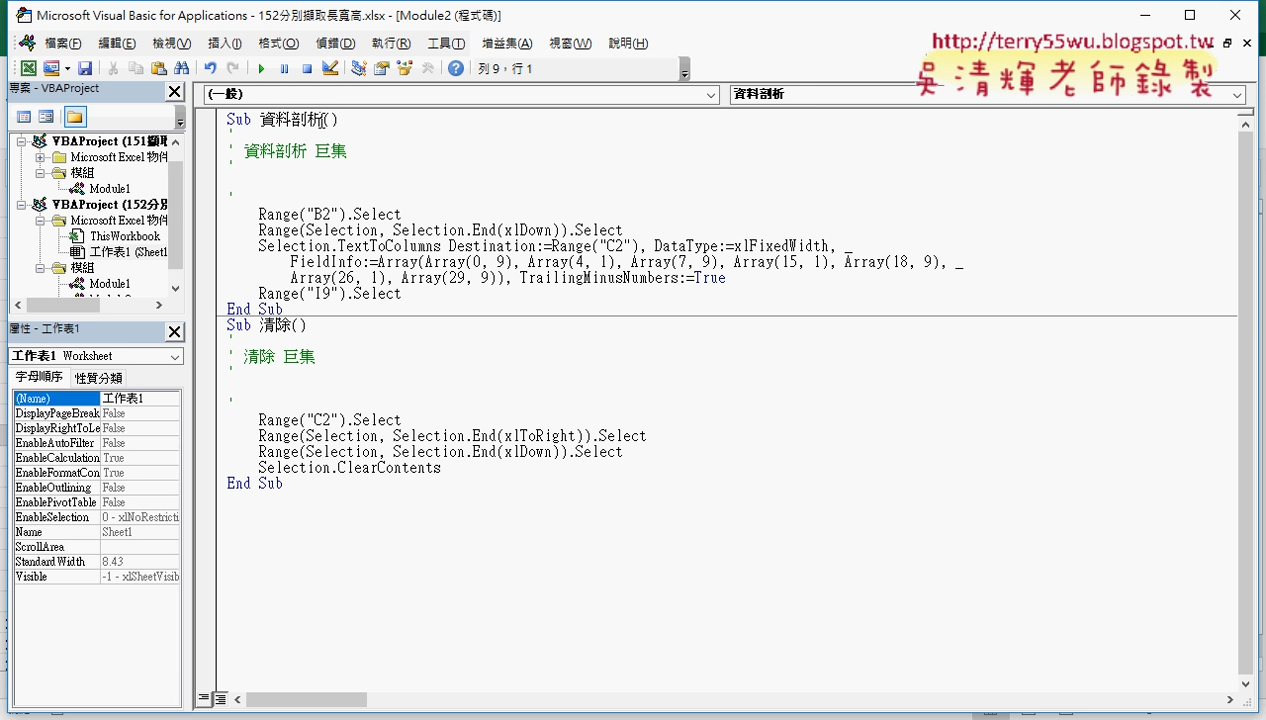 Microsoft Visual Basic for Applications - 152分別擷取長寬高.xlsx - [Module2 (程式碼)]
檔案(F) 編輯(E) 檢視(V) 插入(I) 格式(O) 偵錯(D) 執行(R) 工具(T) 增益集(A) 視窗(W) 說明(H)
http://terry55wu.blogspot.tw
吳清輝老師錄製
列 9，行 1
專案 - VBAProject
(一般)
資料剖析
VBAProject (151擷取
Microsoft Excel 物件
模組
Module1
VBAProject (152分別
Microsoft Excel 物件
ThisWorkbook
工作表1 (Sheet1
模組
Module1
屬性 - 工作表1
工作表1 Worksheet
字母順序 性質分類
(Name) 工作表1
DisplayPageBreak False
DisplayRightToLe False
EnableAutoFilter False
EnableCalculation True
EnableFormatCon True
EnableOutlining False
EnablePivotTable False
EnableSelection 0 - xlNoRestricti
Name Sheet1
ScrollArea
StandardWidth 8.43
Visible -1 - xlSheetVisib
Sub 資料剖析()
'
' 資料剖析 巨集
'
'
Range("B2").Select
Range(Selection, Selection.End(xlDown)).Select
Selection.TextToColumns Destination:=Range("C2"), DataType:=xlFixedWidth, _
FieldInfo:=Array(Array(0, 9), Array(4, 1), Array(7, 9), Array(15, 1), Array(18, 9), _
Array(26, 1), Array(29, 9)), TrailingMinusNumbers:=True
Range("I9").Select
End Sub
Sub 清除()
'
' 清除 巨集
'
'
Range("C2").Select
Range(Selection, Selection.End(xlToRight)).Select
Range(Selection, Selection.End(xlDown)).Select
Selection.ClearContents
End Sub